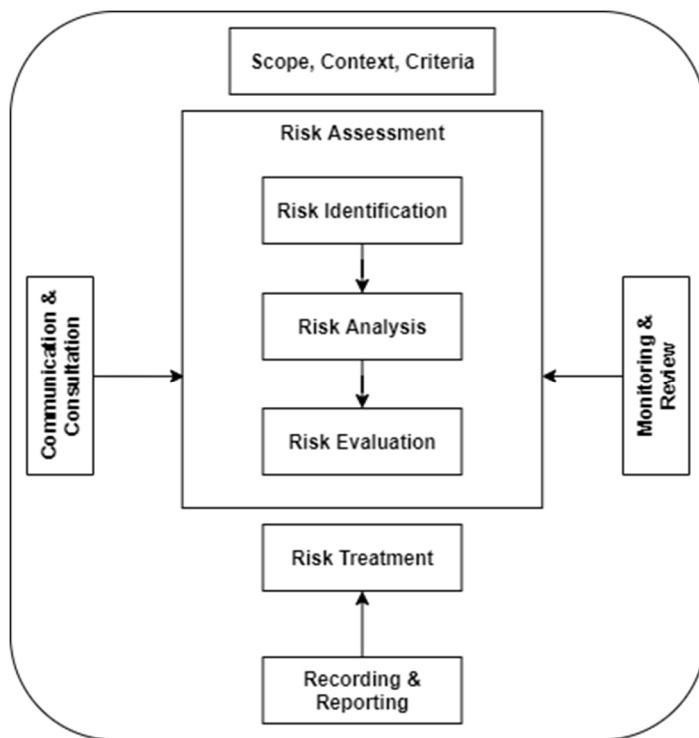 Scope, Context, Criteria
Risk Assessment
Risk Identification
Risk Analysis
Risk Evaluation
Communication &
Consultation
Monitoring &
Review
Risk Treatment
Recording &
Reporting